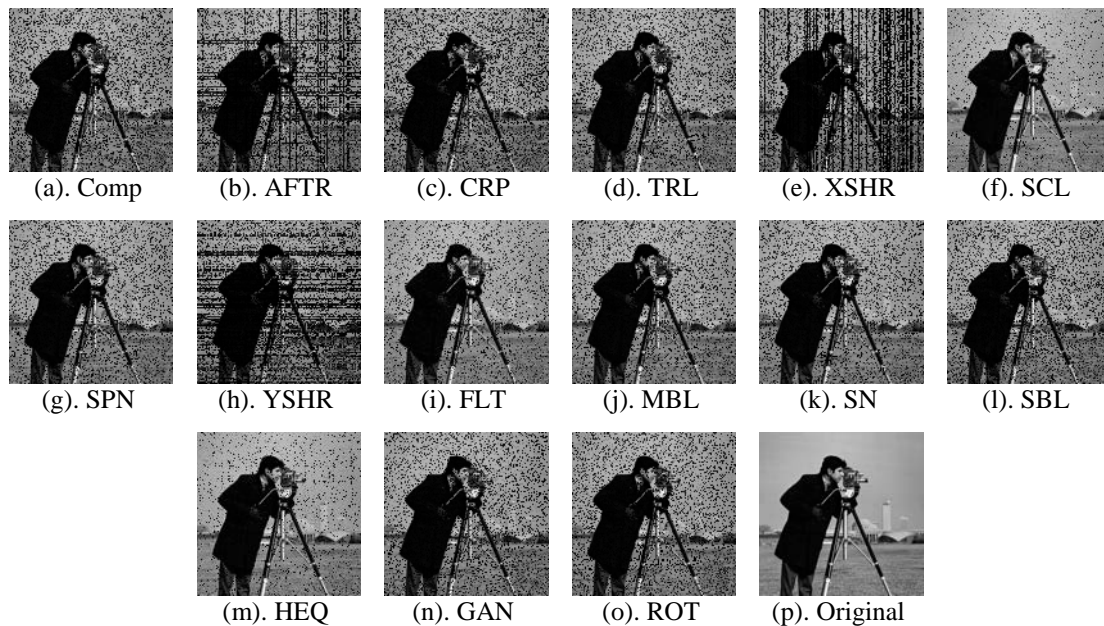 (a). Comp (b). AFTR (c). CRP (d). TRL (e). XSHR (f). SCL
(g). SPN (h). YSHR (i). FLT (j). MBL (k). SN (l). SBL
(m). HEQ (n). GAN (o). ROT (p). Original